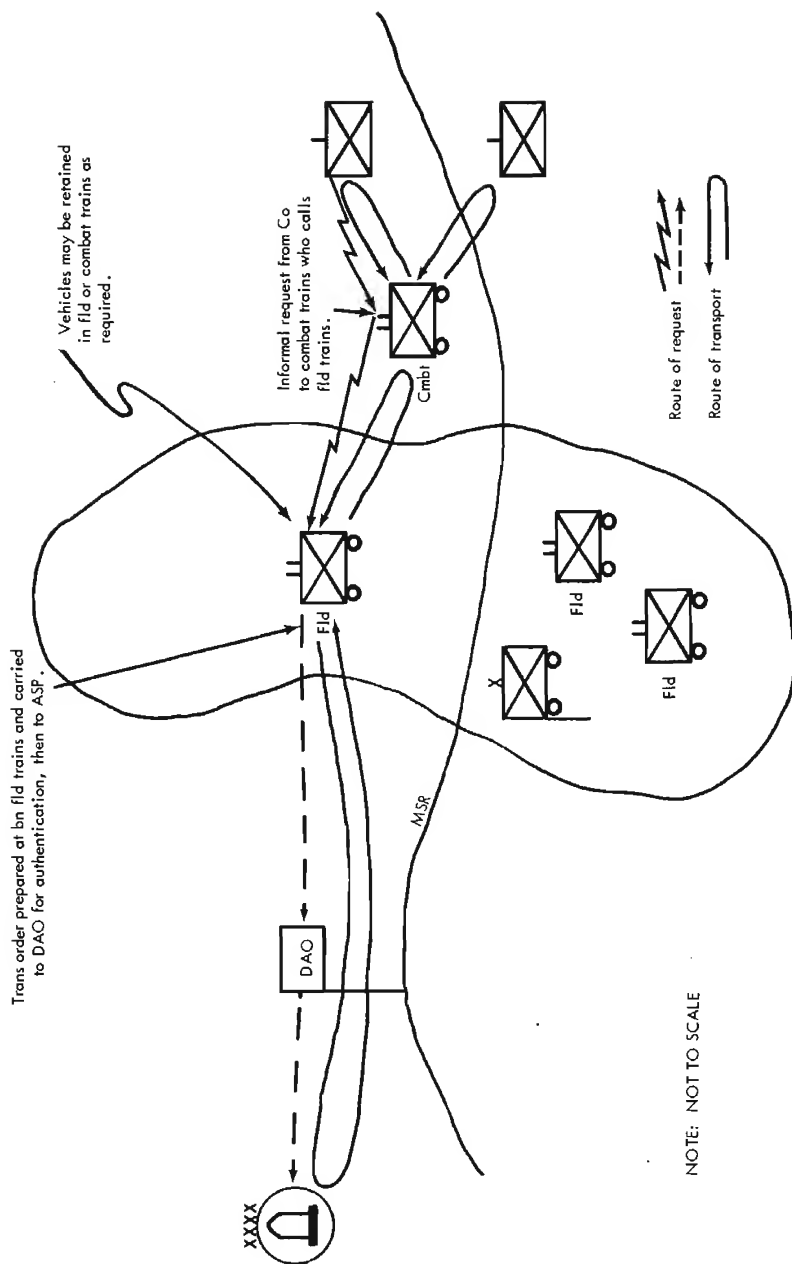 Trans order prepared at bn fld trains and carried
to DAO for authentication, then to ASP.
Vehicles may be retained
in fld or combat trains as
required.
Informal request from Co
to combat trains who calls
fld trains.
XXXX
DAO
Fld
Cmbt
MSR
X
Fld
Fld
Route of request
Route of transport
NOTE: NOT TO SCALE